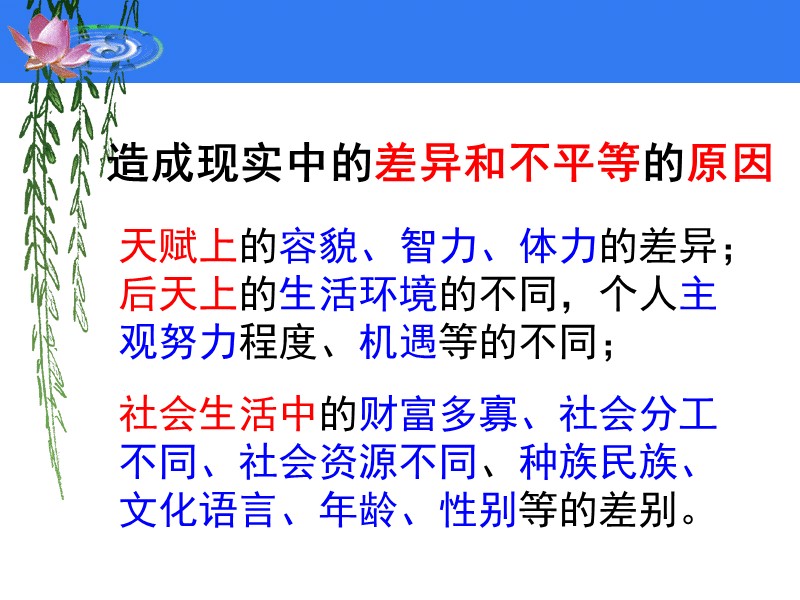 造成现实中的差异和不平等的原因
天赋上的容貌、智力、体力的差异；
后天上的生活环境的不同，个人主
观努力程度、机遇等的不同；
社会生活中的财富多寡、社会分工
不同、社会资源不同、种族民族、
文化语言、年龄、性别等的差别。